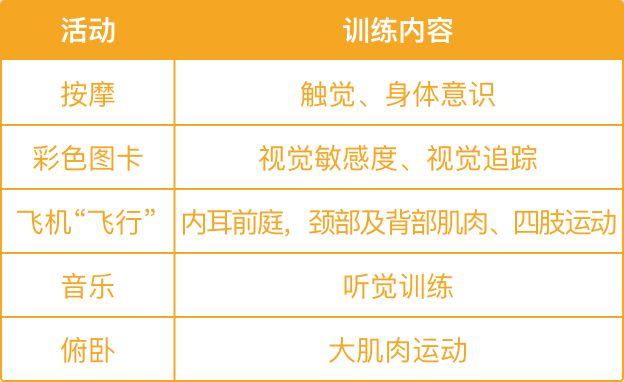 活动 训练内容
按摩 触觉、身体意识
彩色图卡 视觉敏感度、视觉追踪
飞机“飞行” 内耳前庭，颈部及背部肌肉、四肢运动
音乐 听觉训练
俯卧 大肌肉运动